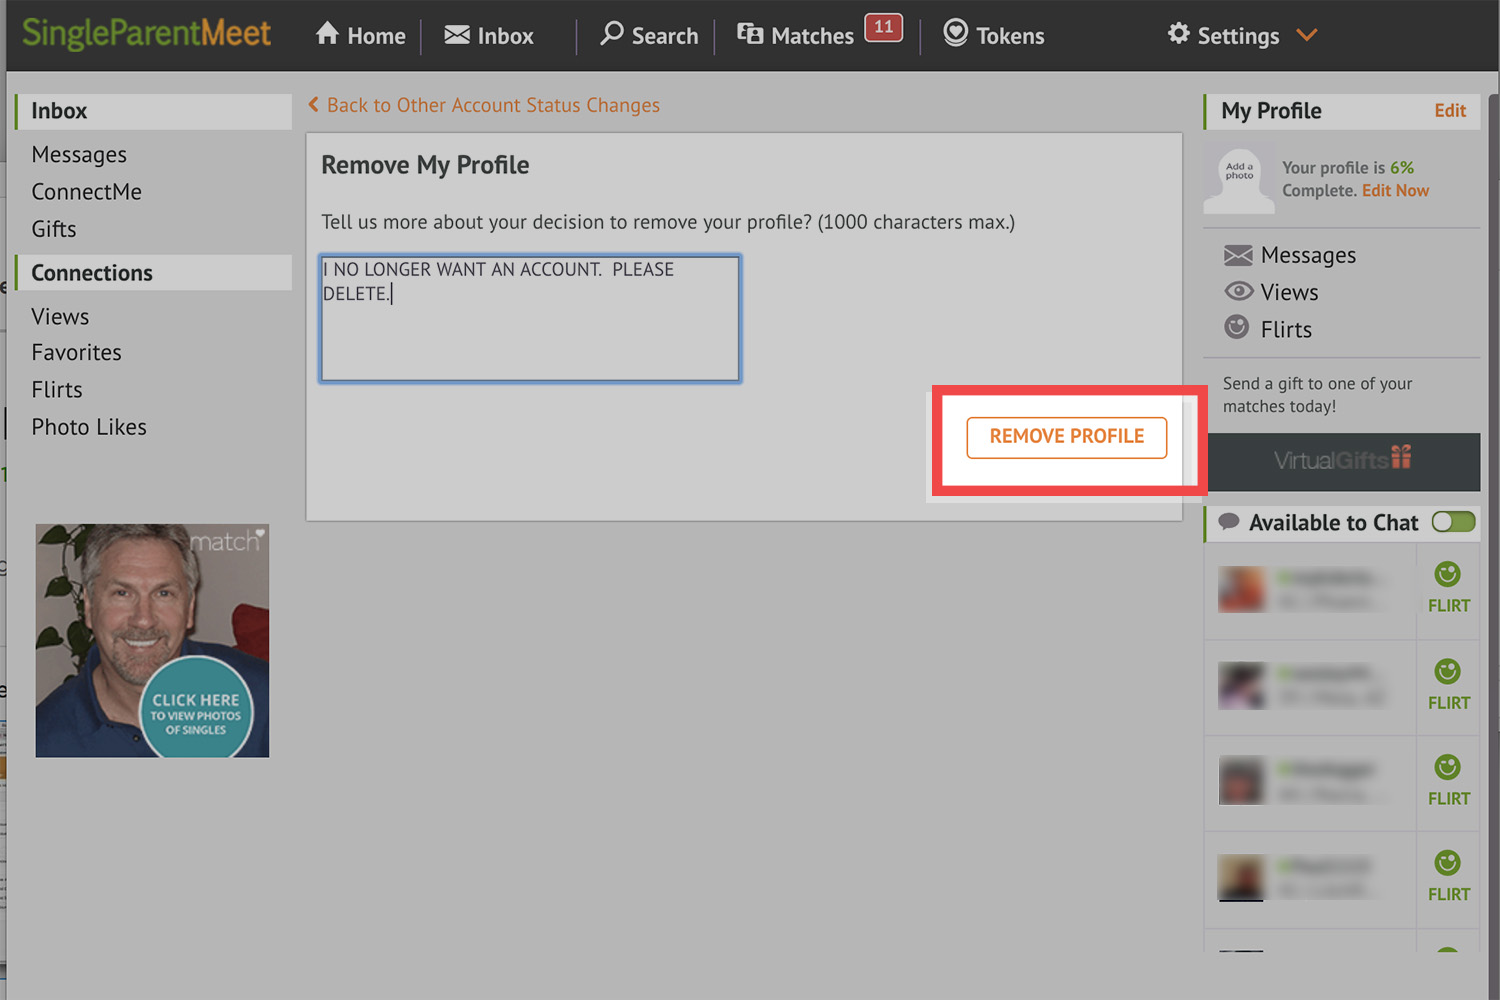 SingleParentMeet
Home
Inbox
Search
Matches 11
Tokens
Settings
Inbox
Messages
ConnectMe
Gifts
Connections
Views
Favorites
Flirts
Photo Likes
match
CLICK HERE
TO VIEW PHOTOS
OF SINGLES
Back to Other Account Status Changes
Remove My Profile
Tell us more about your decision to remove your profile? (1000 characters max.)
I NO LONGER WANT AN ACCOUNT.  PLEASE
DELETE.
REMOVE PROFILE
My Profile Edit
Add a
photo
Your profile is 6%
Complete. Edit Now
Messages
Views
Flirts
Send a gift to one of your
matches today!
VirtualGifts
Available to Chat
FLIRT
FLIRT
FLIRT
FLIRT